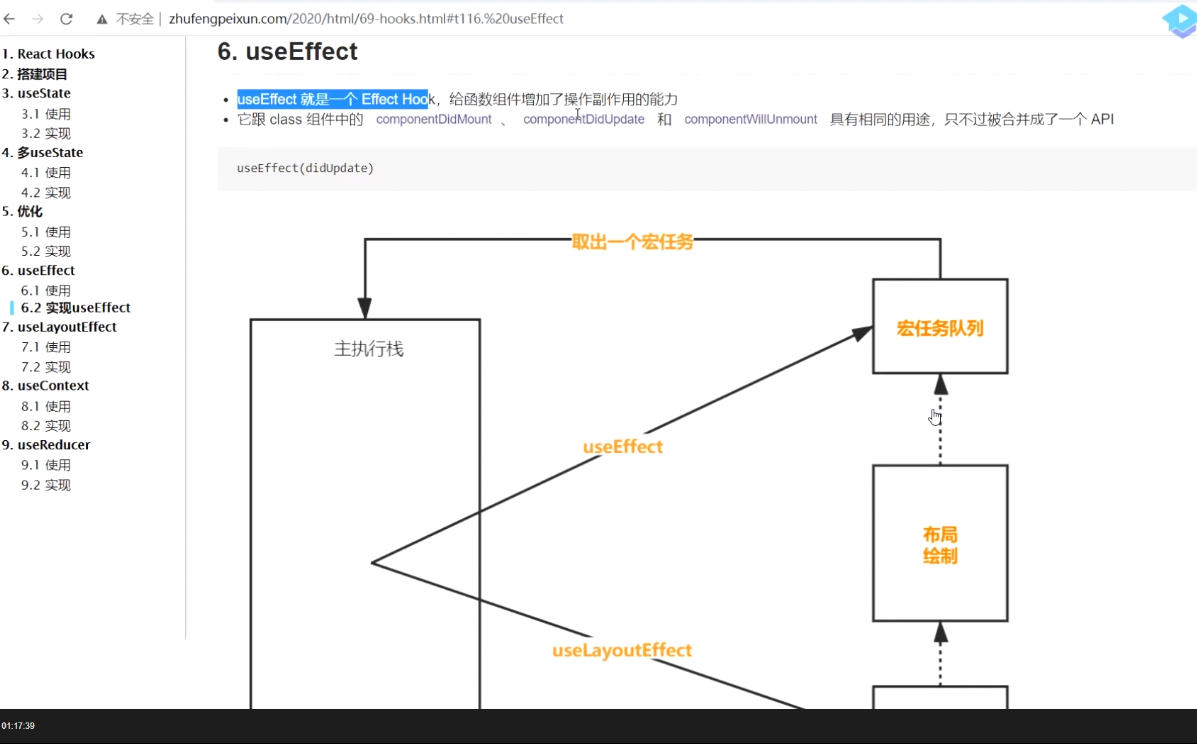 不安全 | zhufengpeixun.com/2020/html/69-hooks.html#t116.%20useEffect
1. React Hooks
2. 搭建项目
3. useState
3.1 使用
3.2 实现
4. 多useState
4.1 使用
4.2 实现
5. 优化
5.1 使用
5.2 实现
6. useEffect
6.1 使用
6.2 实现useEffect
7. useLayoutEffect
7.1 使用
7.2 实现
8. useContext
8.1 使用
8.2 实现
9. useReducer
9.1 使用
9.2 实现
6. useEffect
useEffect 就是一个 Effect Hook，给函数组件增加了操作副作用的能力
它跟 class 组件中的 componentDidMount 、 componentDidUpdate 和 componentWillUnmount 具有相同的用途，只不过被合并成了一个 API
useEffect(didUpdate)
取出一个宏任务
主执行栈
宏任务队列
useEffect
布局
绘制
useLayoutEffect
01:17:39